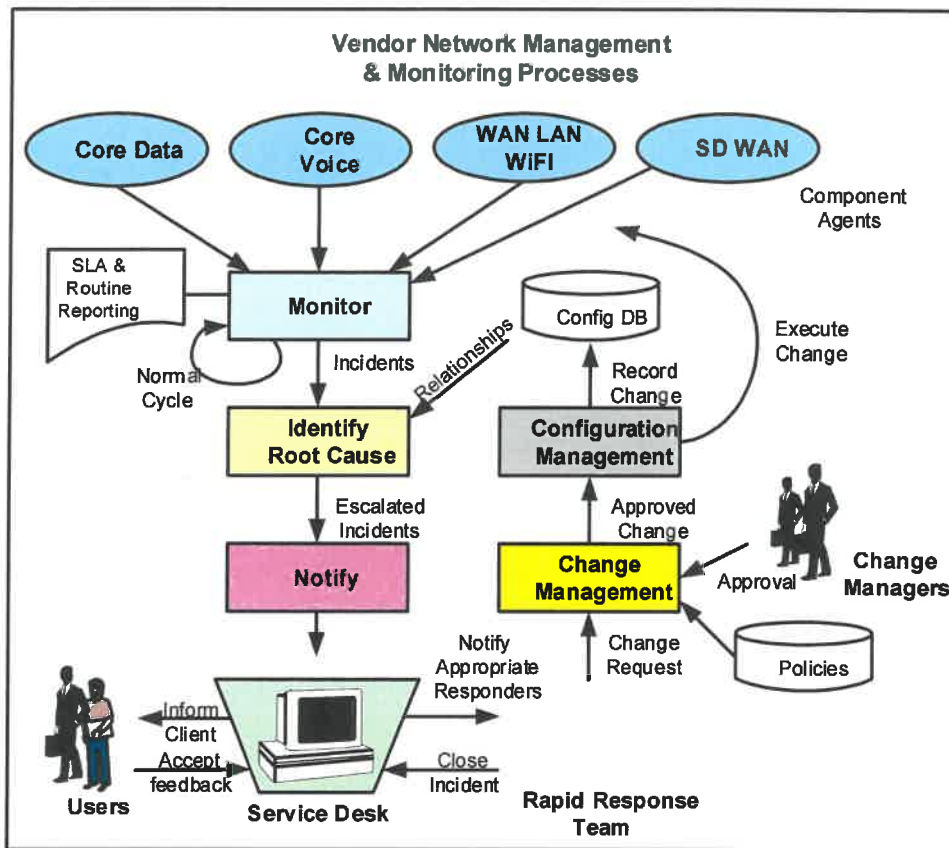 Vendor Network Management
& Monitoring Processes
Core Data
Core
Voice
WAN LAN
WiFI
SD WAN
Component
Agents
SLA &
Routine
Reporting
Monitor
Config DB
Execute
Change
Normal
Cycle
Incidents
Relationships
Record
Change
Identify
Root Cause
Configuration
Management
Escalated
Incidents
Approved
Change
Notify
Change
Management
Approval
Change
Managers
Notify
Appropriate
Responders
Change
Request
Policies
Inform
Client
Accept
feedback
Close
Incident
Users
Service Desk
Rapid Response
Team